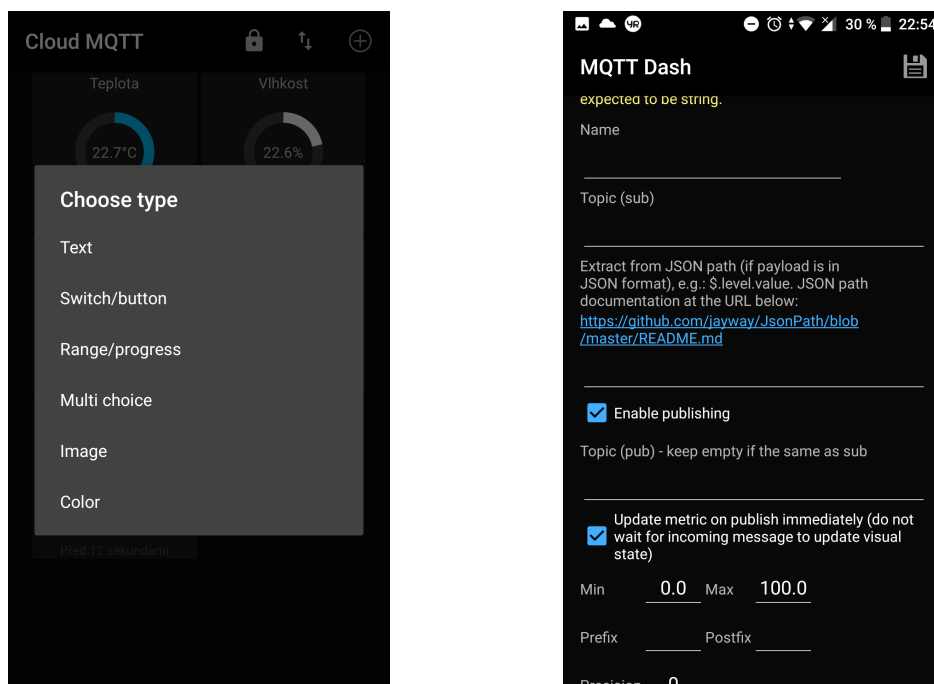 Cloud MQTT
Teplota
Vlhkost
22.7°C
22.6%
Choose type
Text
Switch/button
Range/progress
Multi choice
Image
Color
Před 12 sekundami
YR
30 %
22:54
MQTT Dash
expected to be string.
Name
Topic (sub)
Extract from JSON path (if payload is in
JSON format), e.g.: $.level.value. JSON path
documentation at the URL below:
https://github.com/jayway/JsonPath/blob
/master/README.md
Enable publishing
Topic (pub) - keep empty if the same as sub
Update metric on publish immediately (do not
wait for incoming message to update visual
state)
Min 0.0 Max 100.0
Prefix Postfix
Precision 0